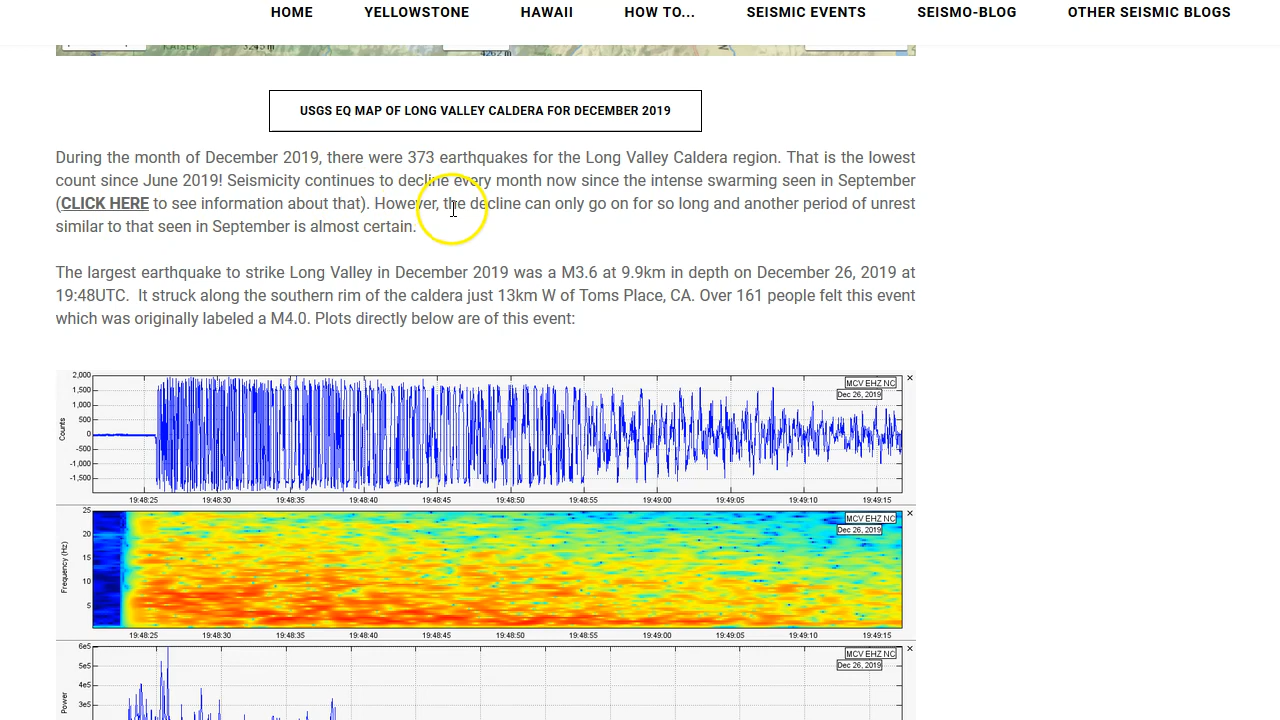 HOME YELLOWSTONE HAWAII HOW TO... SEISMIC EVENTS SEISMO-BLOG OTHER SEISMIC BLOGS
KAISER 3245 m
4262 m
USGS EQ MAP OF LONG VALLEY CALDERA FOR DECEMBER 2019
During the month of December 2019, there were 373 earthquakes for the Long Valley Caldera region. That is the lowest
count since June 2019! Seismicity continues to decline every month now since the intense swarming seen in September
(CLICK HERE to see information about that). However, the decline can only go on for so long and another period of unrest
similar to that seen in September is almost certain.
The largest earthquake to strike Long Valley in December 2019 was a M3.6 at 9.9km in depth on December 26, 2019 at
19:48UTC. It struck along the southern rim of the caldera just 13km W of Toms Place, CA. Over 161 people felt this event
which was originally labeled a M4.0. Plots directly below are of this event:
2,000
MCV EHZ NC
1,500
Dec 26, 2019
1,000
500
Counts
-500
-1,000
-1,500
19:48:25 19:48:30 19:48:35 19:48:40 19:48:45 19:48:50 19:48:55 19:49:00 19:49:05 19:49:10 19:49:15
25
MCV EHZ NC
Dec 26, 2019
20
15
Frequency (Hz)
10
5
19:48:25 19:48:30 19:48:35 19:48:40 19:48:45 19:48:50 19:48:55 19:49:00 19:49:05 19:49:10 19:49:15
6e5
MCV EHZ NC
5e5
Dec 26, 2019
4e5
Power
3e5